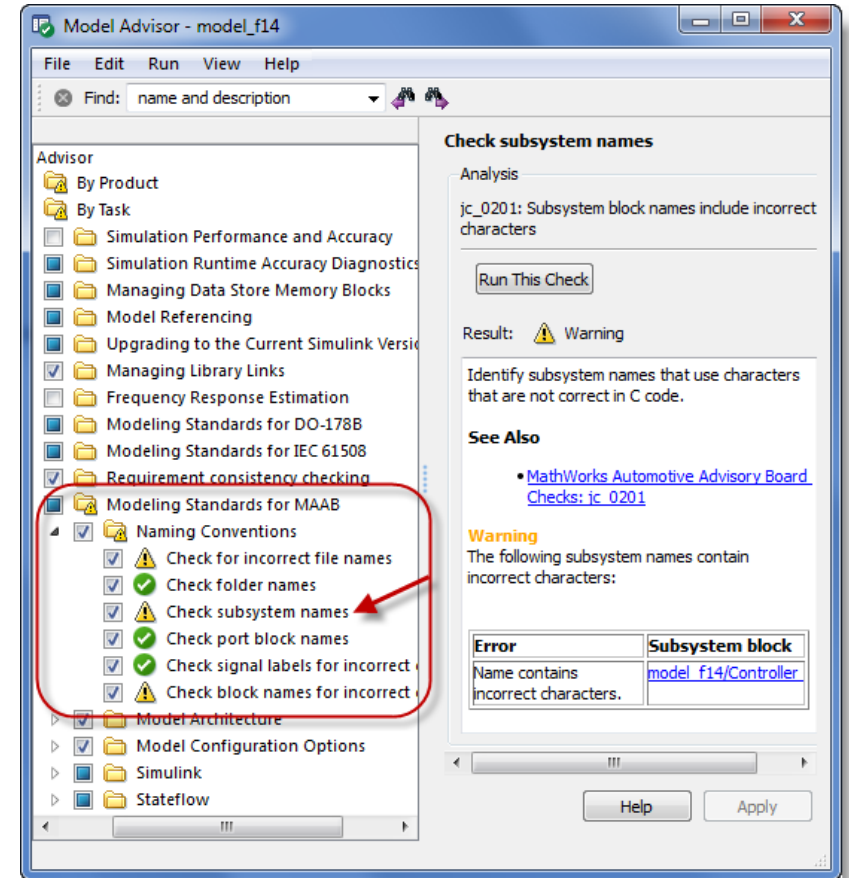 Model Advisor - model_f14
File Edit Run View Help
Find: name and description
Advisor
By Product
By Task
Simulation Performance and Accuracy
Simulation Runtime Accuracy Diagnostics
Managing Data Store Memory Blocks
Model Referencing
Upgrading to the Current Simulink Versi
Managing Library Links
Frequency Response Estimation
Modeling Standards for DO-178B
Modeling Standards for IEC 61508
Requirement consistency checking
Modeling Standards for MAAB
Naming Conventions
Check for incorrect file names
Check folder names
Check subsystem names
Check port block names
Check signal labels for incorrect
Check block names for incorrect
Model Architecture
Model Configuration Options
Simulink
Stateflow
Check subsystem names
Analysis
jc_0201: Subsystem block names include incorrect
characters
Run This Check
Result: Warning
Identify subsystem names that use characters
that are not correct in C code.
See Also
• MathWorks Automotive Advisory Board
Checks: jc_0201
Warning
The following subsystem names contain
incorrect characters:
Error Subsystem block
Name contains model_f14/Controller
incorrect characters.
Help Apply